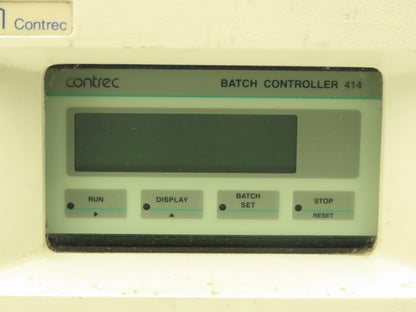 Contrec
contrec BATCH CONTROLLER 414
RUN DISPLAY BATCH SET STOP
RESET